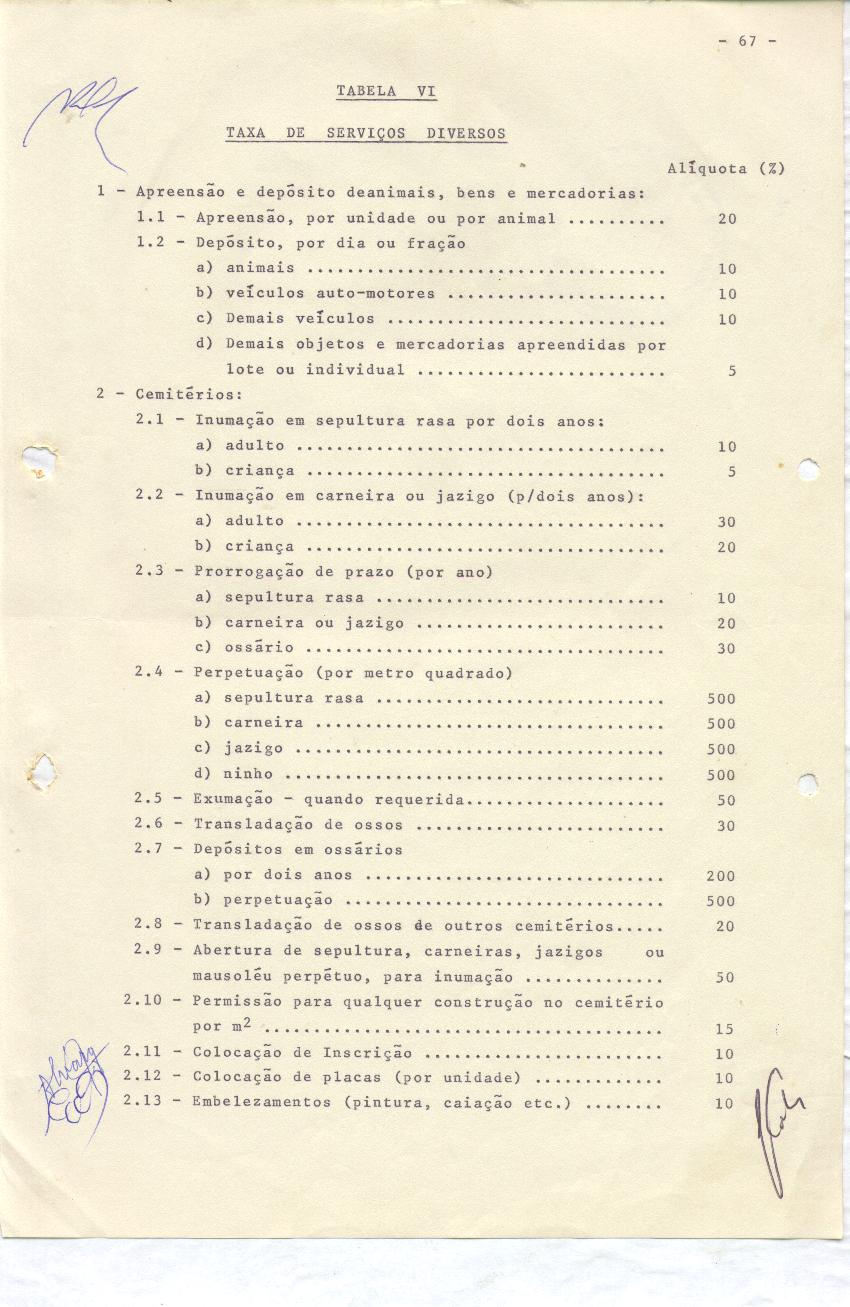 - 67 -
TABELA VI
TAXA DE SERVIÇOS DIVERSOS
Alíquota (%)
1 - Apreensão e depósito deanimais, bens e mercadorias:
1.1 - Apreensão, por unidade ou por animal .......... 20
1.2 - Depósito, por dia ou fração
a) animais .................................... 10
b) veículos auto-motores ...................... 10
c) Demais veículos ............................ 10
d) Demais objetos e mercadorias apreendidas por
lote ou individual ......................... 5
2 - Cemitérios:
2.1 - Inumação em sepultura rasa por dois anos:
a) adulto ..................................... 10
b) criança .................................... 5
2.2 - Inumação em carneira ou jazigo (p/dois anos):
a) adulto ..................................... 30
b) criança .................................... 20
2.3 - Prorrogação de prazo (por ano)
a) sepultura rasa ............................. 10
b) carneira ou jazigo ......................... 20
c) ossário .................................... 30
2.4 - Perpetuação (por metro quadrado)
a) sepultura rasa ............................. 500
b) carneira ................................... 500
c) jazigo ..................................... 500
d) ninho ...................................... 500
2.5 - Exumação - quando requerida.................... 50
2.6 - Transladação de ossos ......................... 30
2.7 - Depósitos em ossários
a) por dois anos .............................. 200
b) perpetuação ................................ 500
2.8 - Transladação de ossos de outros cemitérios..... 20
2.9 - Abertura de sepultura, carneiras, jazigos ou
mausoléu perpétuo, para inumação .............. 50
2.10 - Permissão para qualquer construção no cemitério
por m² ........................................ 15
2.11 - Colocação de Inscrição ........................ 10
2.12 - Colocação de placas (por unidade) ............. 10
2.13 - Embelezamentos (pintura, caiação etc.) ........ 10